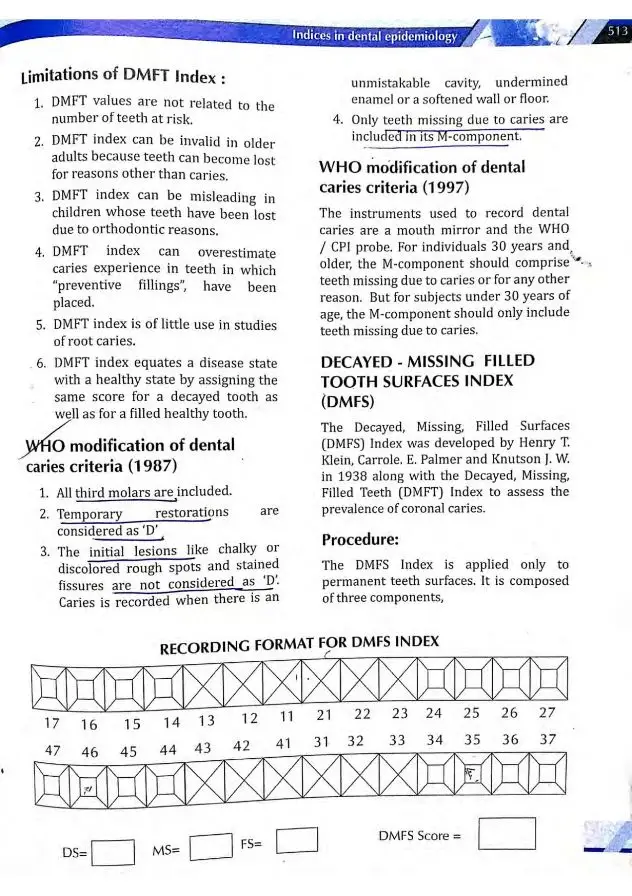 Indices in dental epidemiology
513
Limitations of DMFT Index :
1. DMFT values are not related to the
number of teeth at risk.
2. DMFT index can be invalid in older
adults because teeth can become lost
for reasons other than caries.
3. DMFT index can be misleading in
children whose teeth have been lost
due to orthodontic reasons.
4. DMFT index can overestimate
caries experience in teeth in which
"preventive fillings", have been
placed.
5. DMFT index is of little use in studies
of root caries.
6. DMFT index equates a disease state
with a healthy state by assigning the
same score for a decayed tooth as
well as for a filled healthy tooth.
WHO modification of dental
caries criteria (1987)
1. All third molars are included.
2. Temporary restorations are
considered as 'D'
3. The initial lesions like chalky or
discolored rough spots and stained
fissures are not considered as 'D'.
Caries is recorded when there is an
unmistakable cavity, undermined
enamel or a softened wall or floor.
4. Only teeth missing due to caries are
included in its M-component.
WHO modification of dental
caries criteria (1997)
The instruments used to record dental
caries are a mouth mirror and the WHO
/ CPI probe. For individuals 30 years and
older, the M-component should comprise
teeth missing due to caries or for any other
reason. But for subjects under 30 years of
age, the M-component should only include
teeth missing due to caries.
DECAYED - MISSING FILLED
TOOTH SURFACES INDEX
(DMFS)
The Decayed, Missing, Filled Surfaces
(DMFS) Index was developed by Henry T.
Klein, Carrole. E. Palmer and Knutson J. W.
in 1938 along with the Decayed, Missing,
Filled Teeth (DMFT) Index to assess the
prevalence of coronal caries.
Procedure:
The DMFS Index is applied only to
permanent teeth surfaces. It is composed
of three components,
RECORDING FORMAT FOR DMFS INDEX
17 16 15 14 13 12 11 21 22 23 24 25 26 27
47 46 45 44 43 42 41 31 32 33 34 35 36 37
DS= MS= FS= DMFS Score =